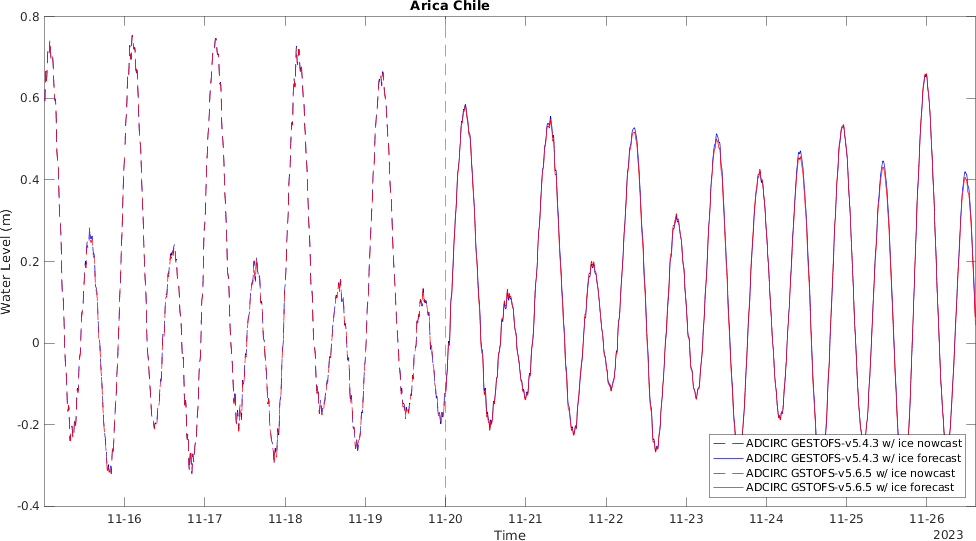 Arica Chile
0.8
0.6
0.4
0.2
0
-0.2
-0.4
Water Level (m)
11-16 11-17 11-18 11-19 11-20 11-21 11-22 11-23 11-24 11-25 11-26
Time
2023
ADCIRC GESTOFS-v5.4.3 w/ ice nowcast
ADCIRC GESTOFS-v5.4.3 w/ ice forecast
ADCIRC GSTOFS-v5.6.5 w/ ice nowcast
ADCIRC GSTOFS-v5.6.5 w/ ice forecast